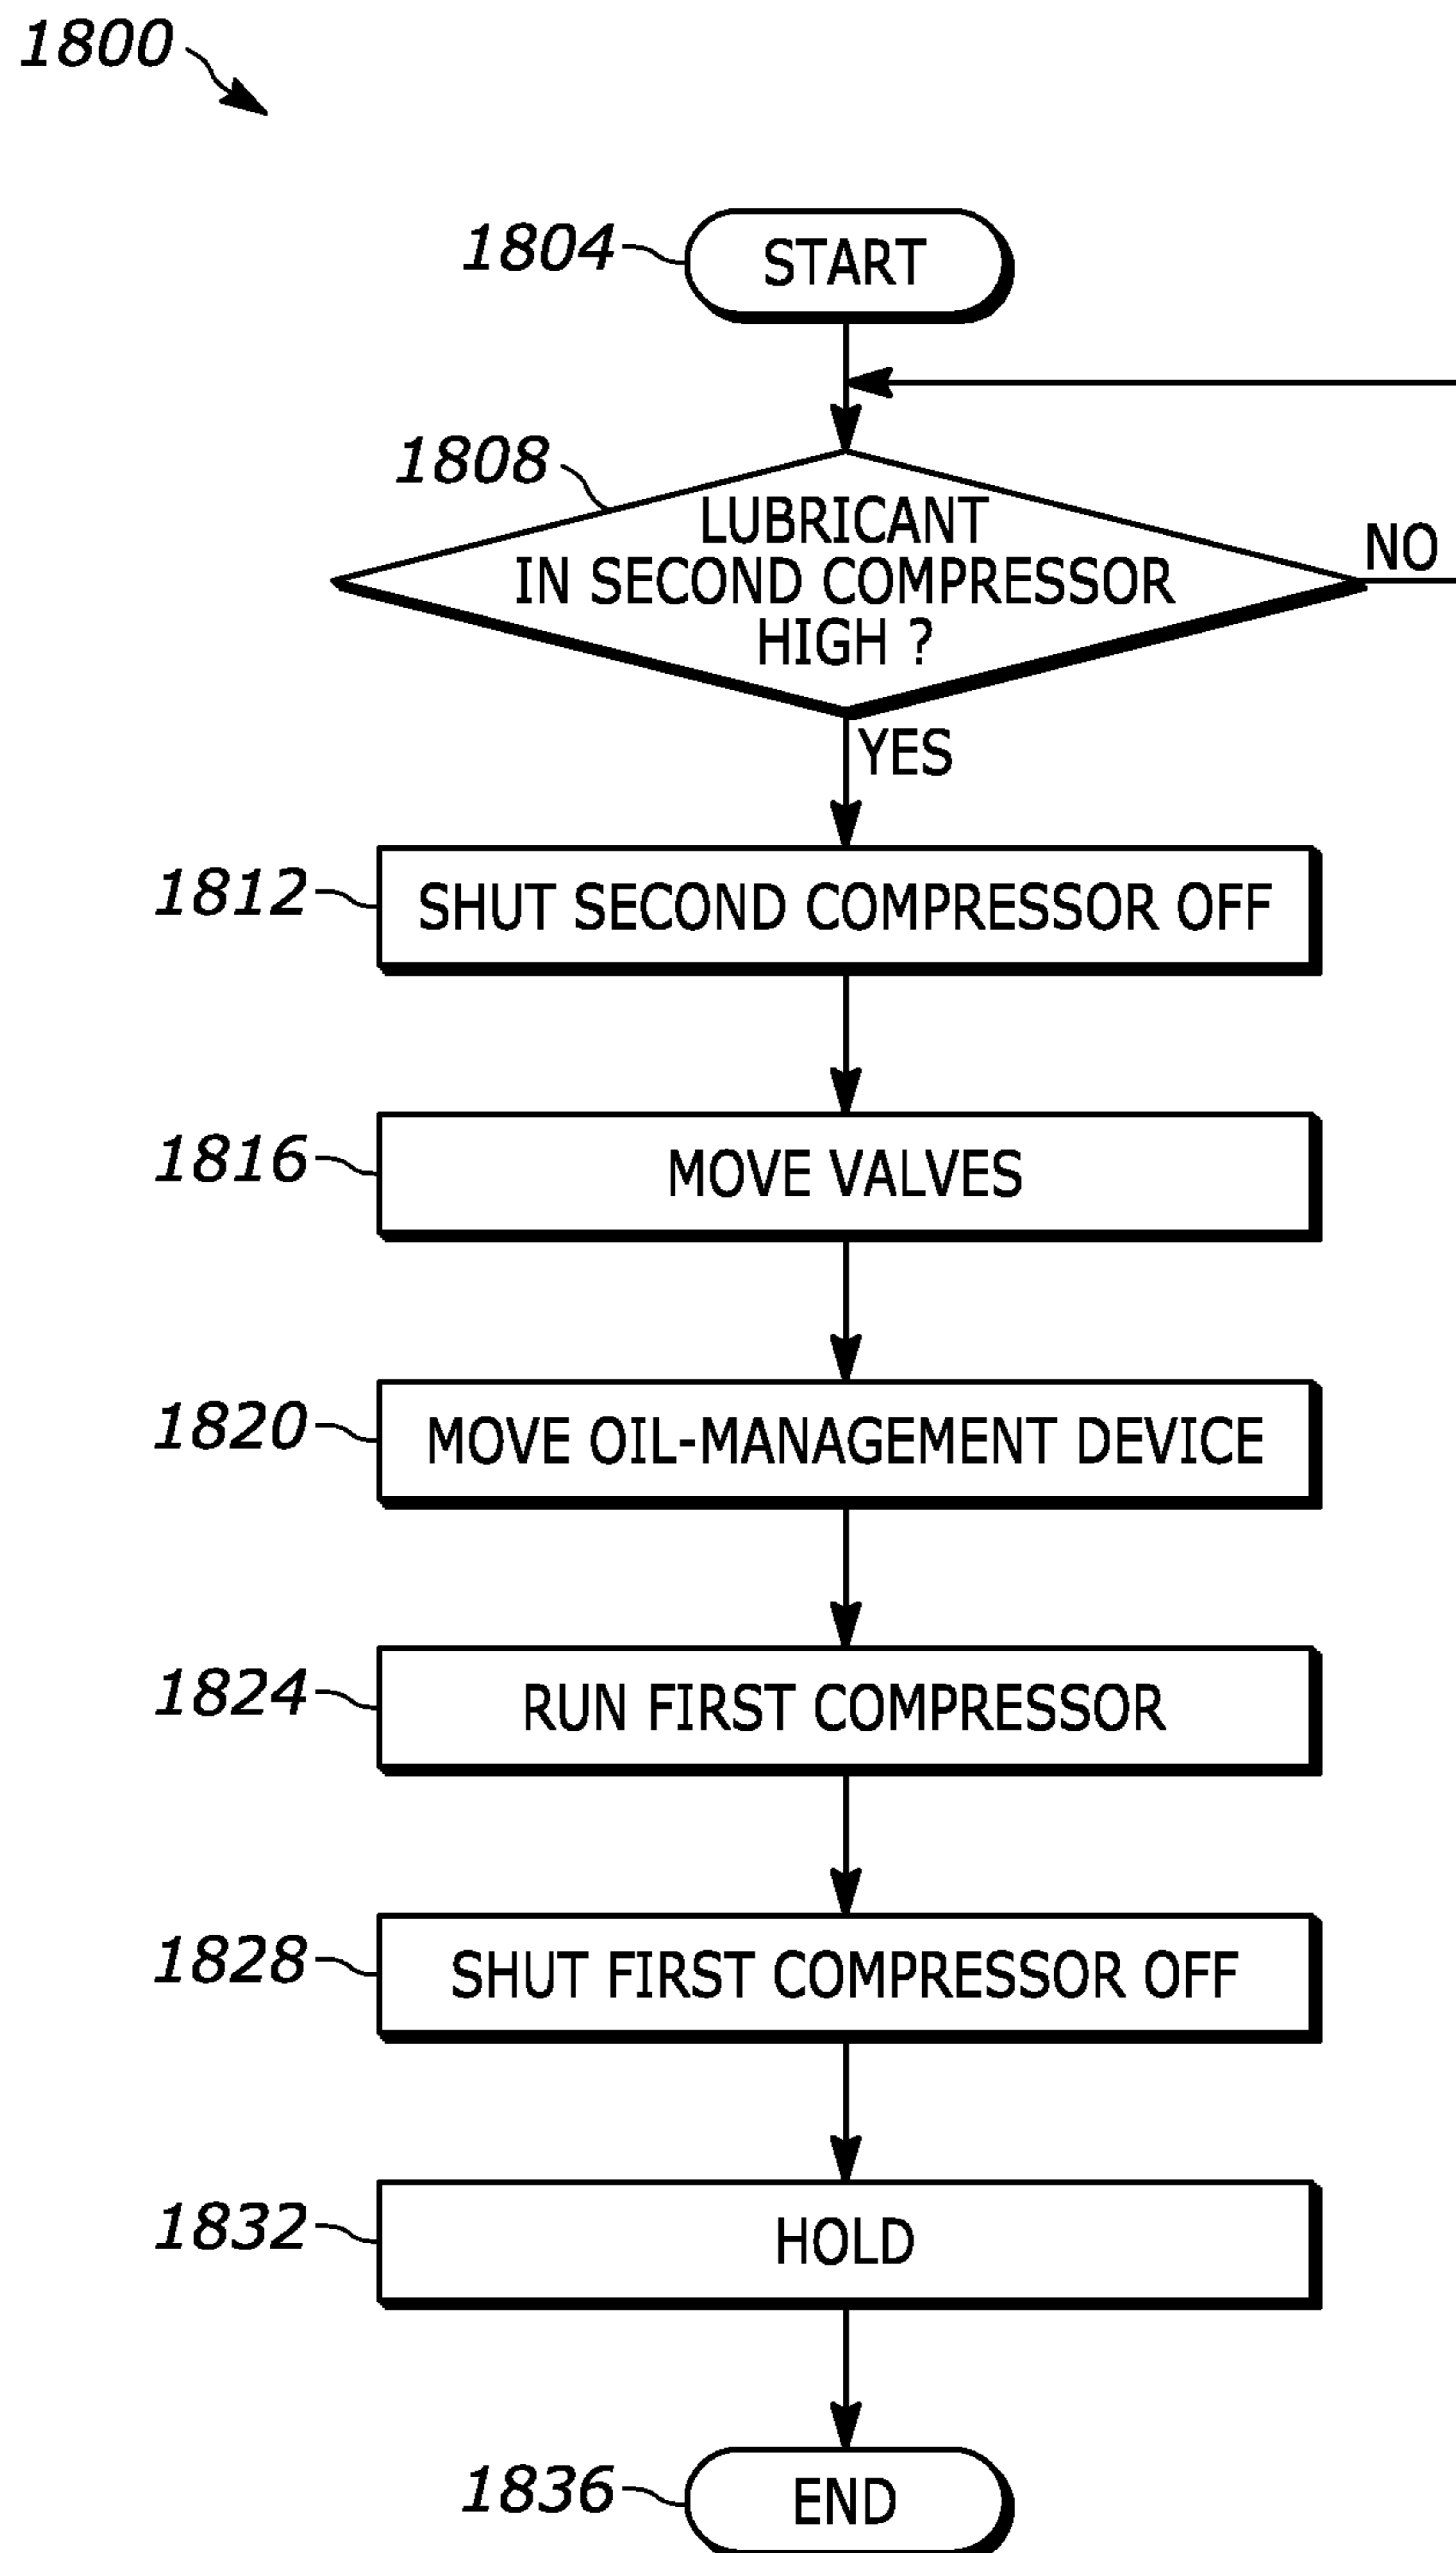 1800
1804
START
1808
LUBRICANT
IN SECOND COMPRESSOR
HIGH ?
NO
YES
1812
SHUT SECOND COMPRESSOR OFF
1816
MOVE VALVES
1820
MOVE OIL-MANAGEMENT DEVICE
1824
RUN FIRST COMPRESSOR
1828
SHUT FIRST COMPRESSOR OFF
1832
HOLD
1836
END